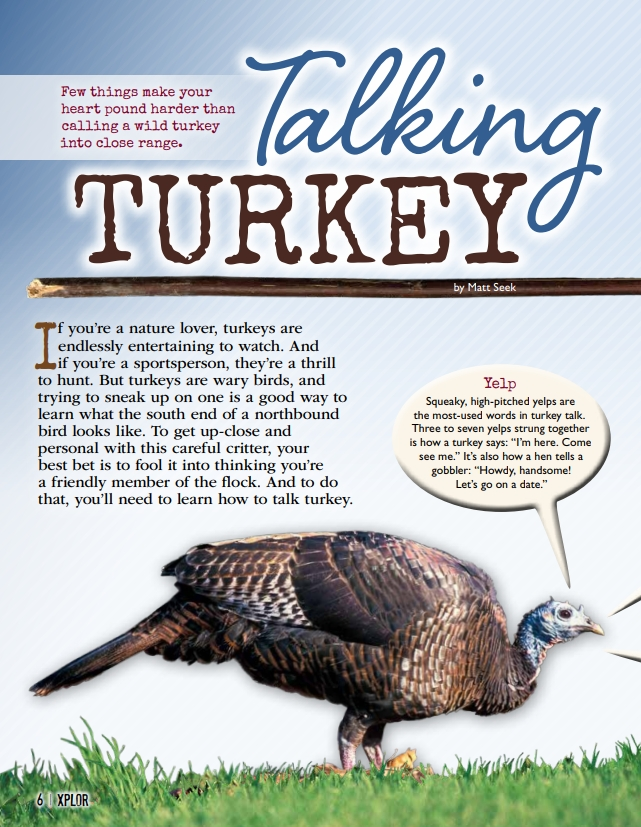 Few things make your
heart pound harder than
calling a wild turkey
into close range.
Talking
TURKEY
by Matt Seek
If you're a nature lover, turkeys are
endlessly entertaining to watch. And
if you're a sportsperson, they're a thrill
to hunt. But turkeys are wary birds, and
trying to sneak up on one is a good way to
learn what the south end of a northbound
bird looks like. To get up-close and
personal with this careful critter, your
best bet is to fool it into thinking you're
a friendly member of the flock. And to do
that, you'll need to learn how to talk turkey.
Yelp
Squeaky, high-pitched yelps are
the most-used words in turkey talk.
Three to seven yelps strung together
is how a turkey says: “I'm here. Come
see me.” It's also how a hen tells a
gobbler: “Howdy, handsome!
Let's go on a date.”
6 | XPLOR